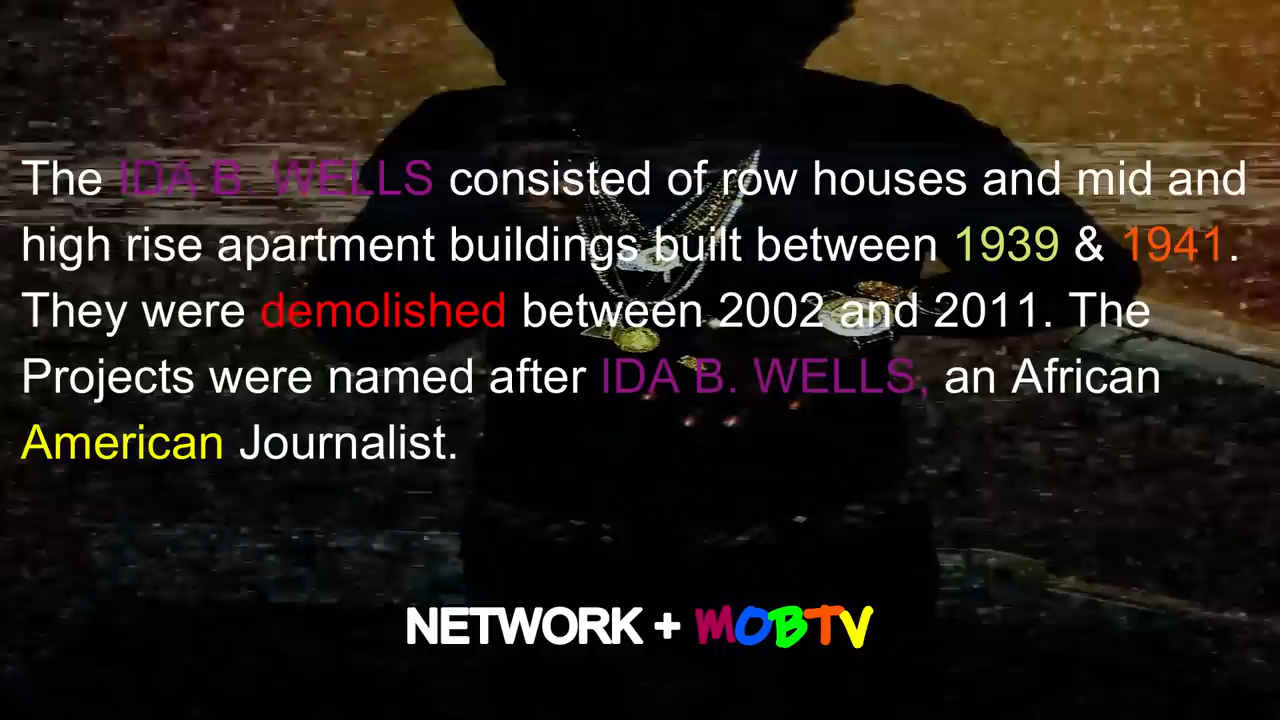 The IDA B. WELLS consisted of row houses and mid and
high rise apartment buildings built between 1939 & 1941.
They were demolished between 2002 and 2011. The
Projects were named after IDA B. WELLS, an African
American Journalist.
NETWORK + MOBTV